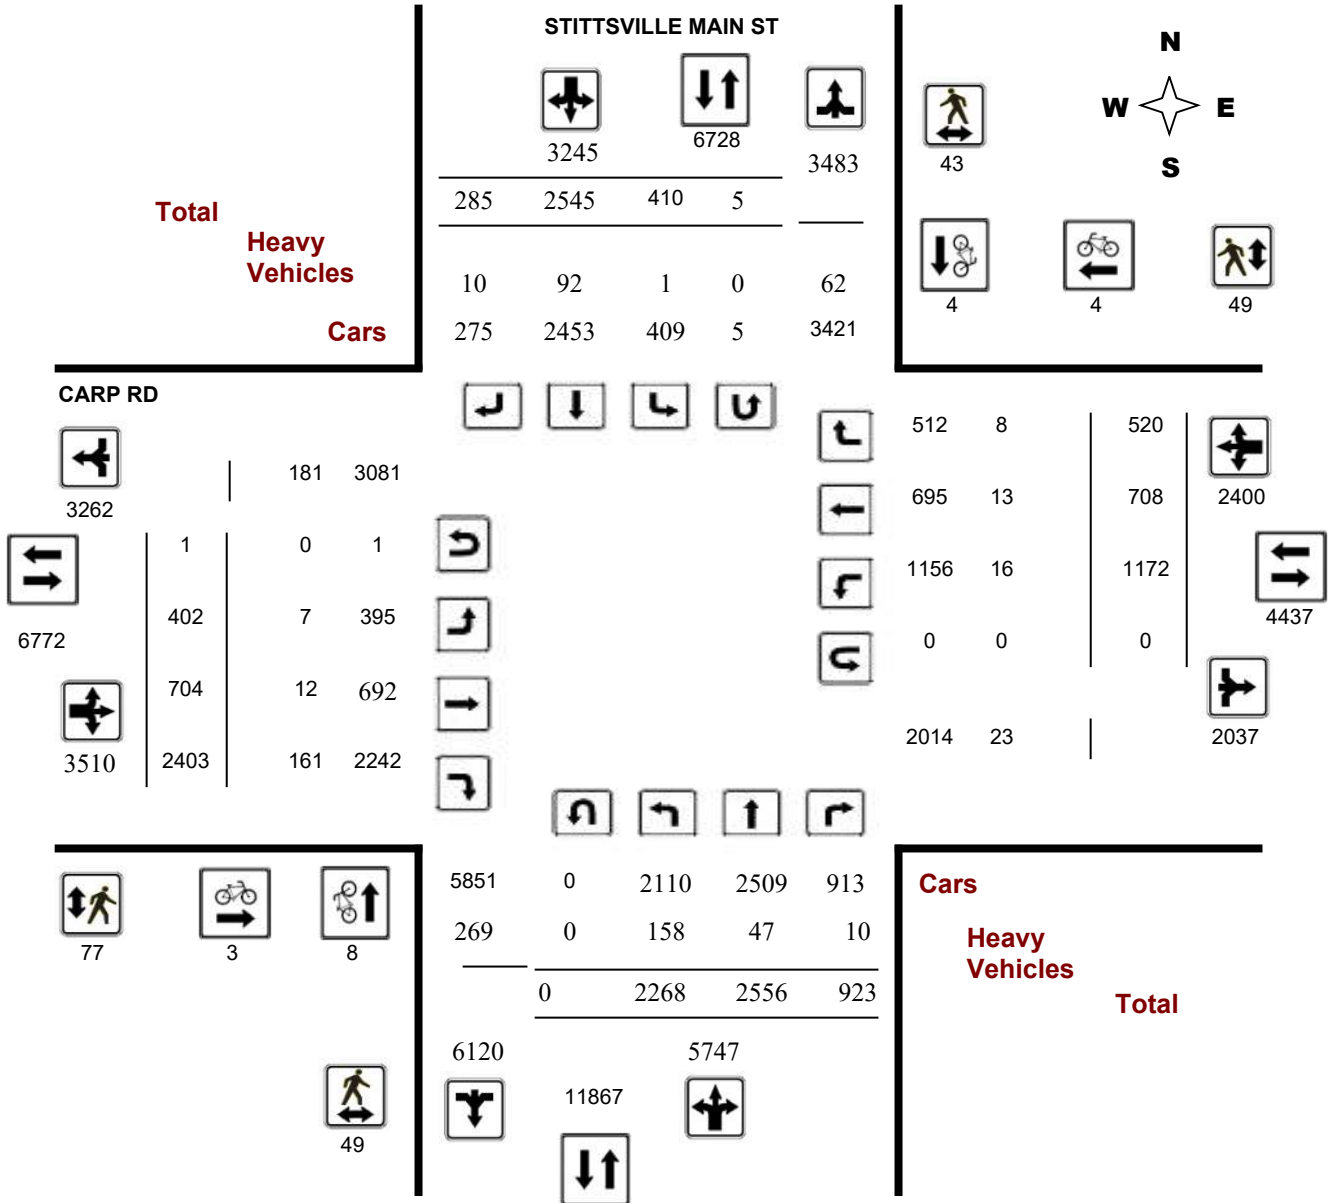 STITTSVILLE MAIN ST
N
W E
S
3245 6728 3483 43
Total 285 2545 410 5
Heavy
Vehicles
10 92 1 0 62
4 4 49
Cars 275 2453 409 5 3421
CARP RD
512 8 520
181 3081
3262
695 13 708 2400
1 0 1
1156 16 1172
402 7 395 4437
6772
0 0 0
704 12 692
2014 23 2037
3510 2403 161 2242
5851 0 2110 2509 913 Cars
77 3 8
269 0 158 47 10 Heavy
Vehicles
0 2268 2556 923 Total
6120 5747
11867
49